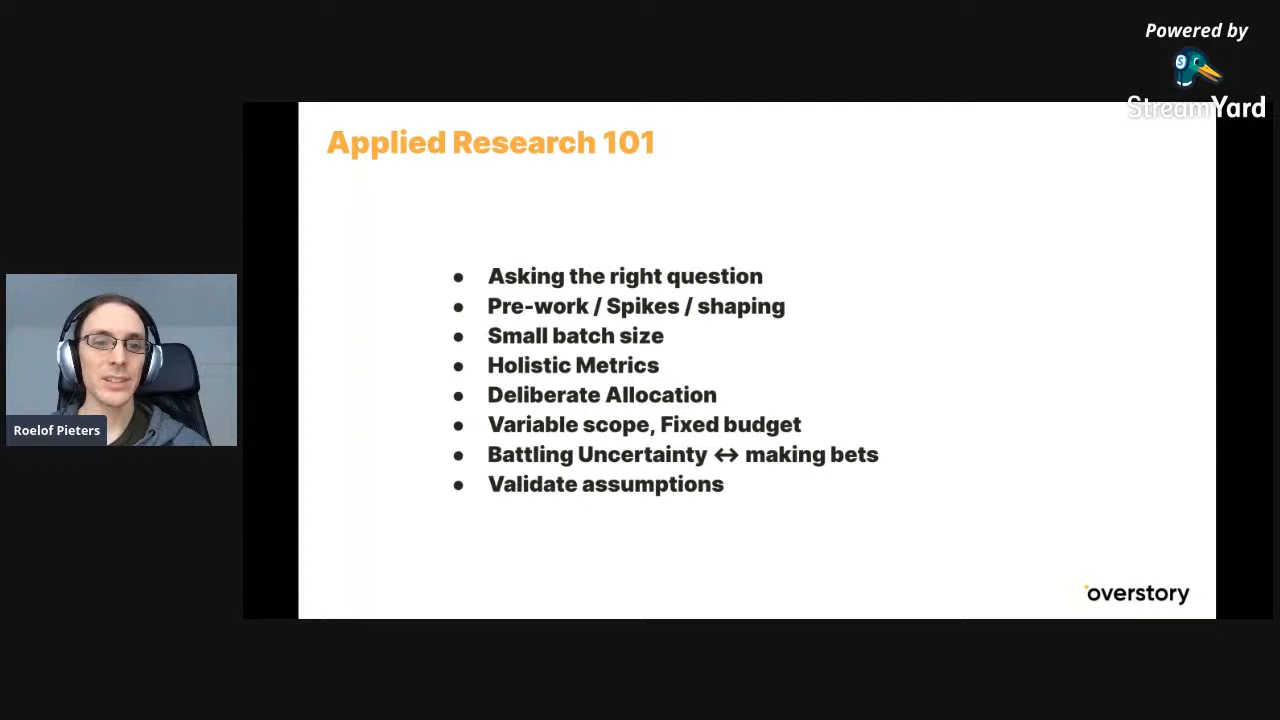 Powered by
S
StreamYard
Applied Research 101
● Asking the right question
● Pre-work / Spikes / shaping
● Small batch size
● Holistic Metrics
● Deliberate Allocation
● Variable scope, Fixed budget
● Battling Uncertainty ↔ making bets
● Validate assumptions
Roelof Pieters
overstory